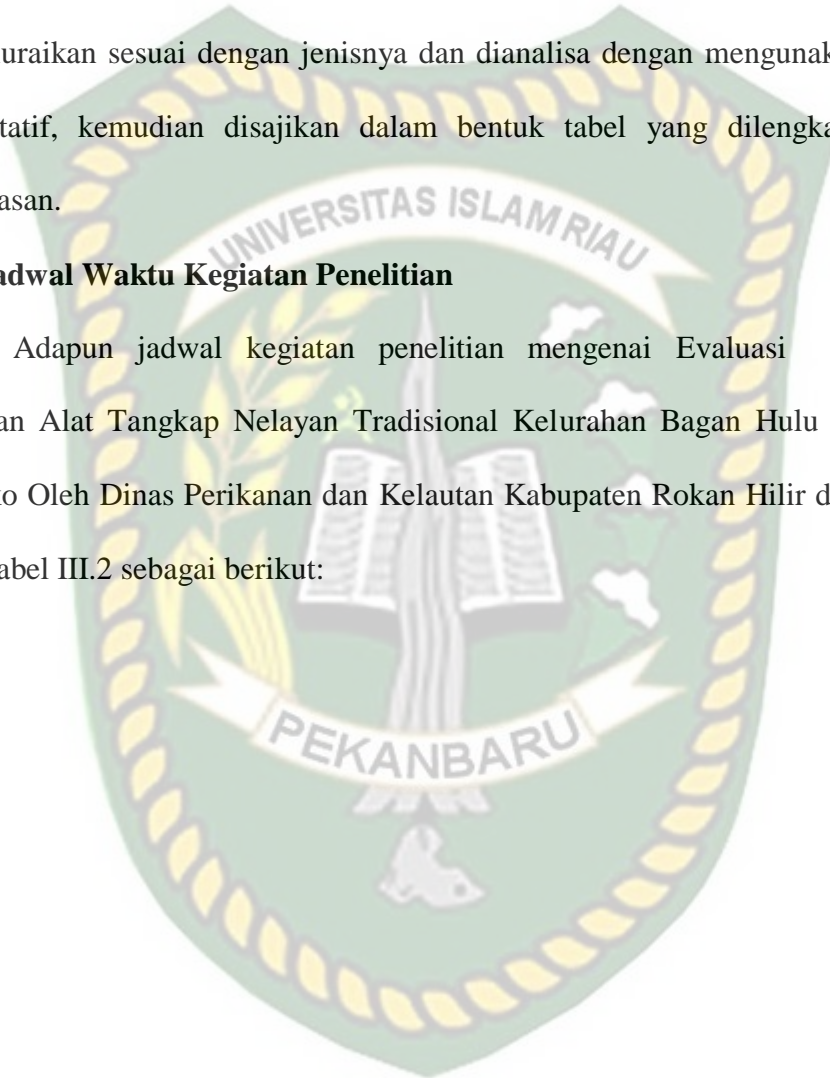 uraikan sesuai dengan jenisnya dan dianalisa dengan mengunak
tatif, kemudian disajikan dalam bentuk tabel yang dilengka
asan.
UNIVERSITAS ISLAM RIAU
adwal Waktu Kegiatan Penelitian
Adapun jadwal kegiatan penelitian mengenai Evaluasi
an Alat Tangkap Nelayan Tradisional Kelurahan Bagan Hulu
ko Oleh Dinas Perikanan dan Kelautan Kabupaten Rokan Hilir d
abel III.2 sebagai berikut:
PEKANBARU